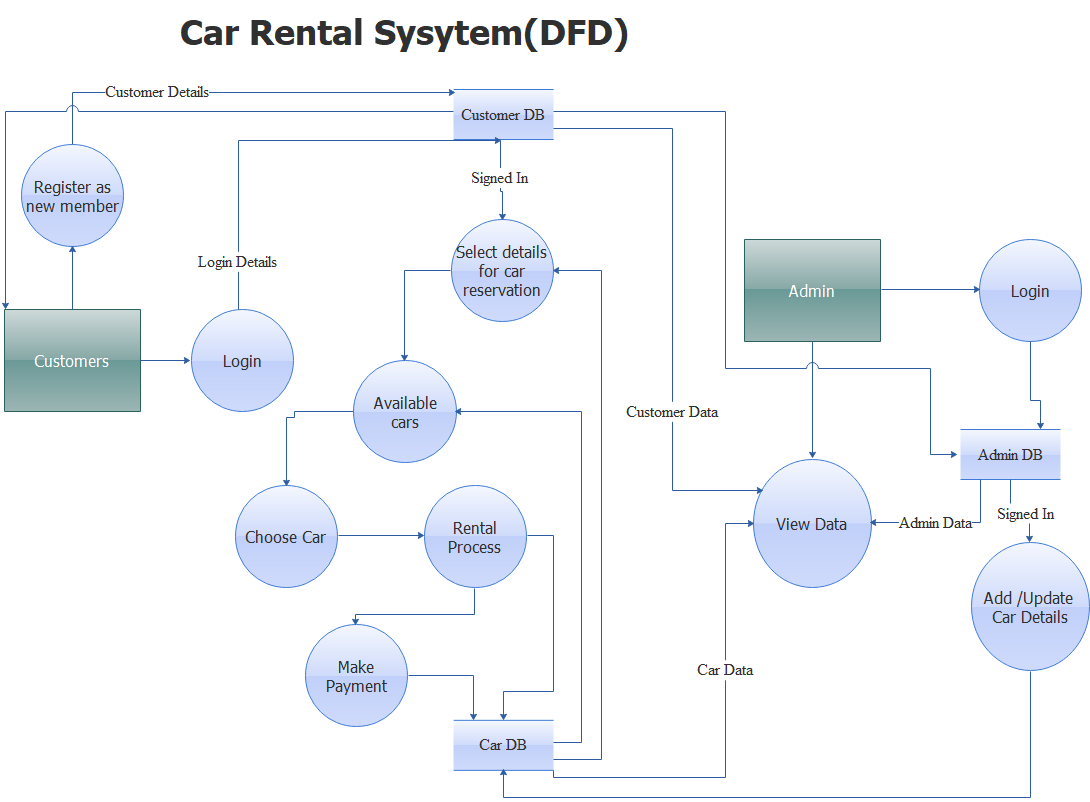 Car Rental Sysytem(DFD)
Customer Details
Customer DB
Register as
new member
Signed In
Login Details
Select details
for car
reservation
Admin
Login
Customers
Login
Available
cars
Customer Data
Admin DB
Choose Car
Rental
Process
View Data
Admin Data
Signed In
Add /Update
Car Details
Make
Payment
Car Data
Car DB